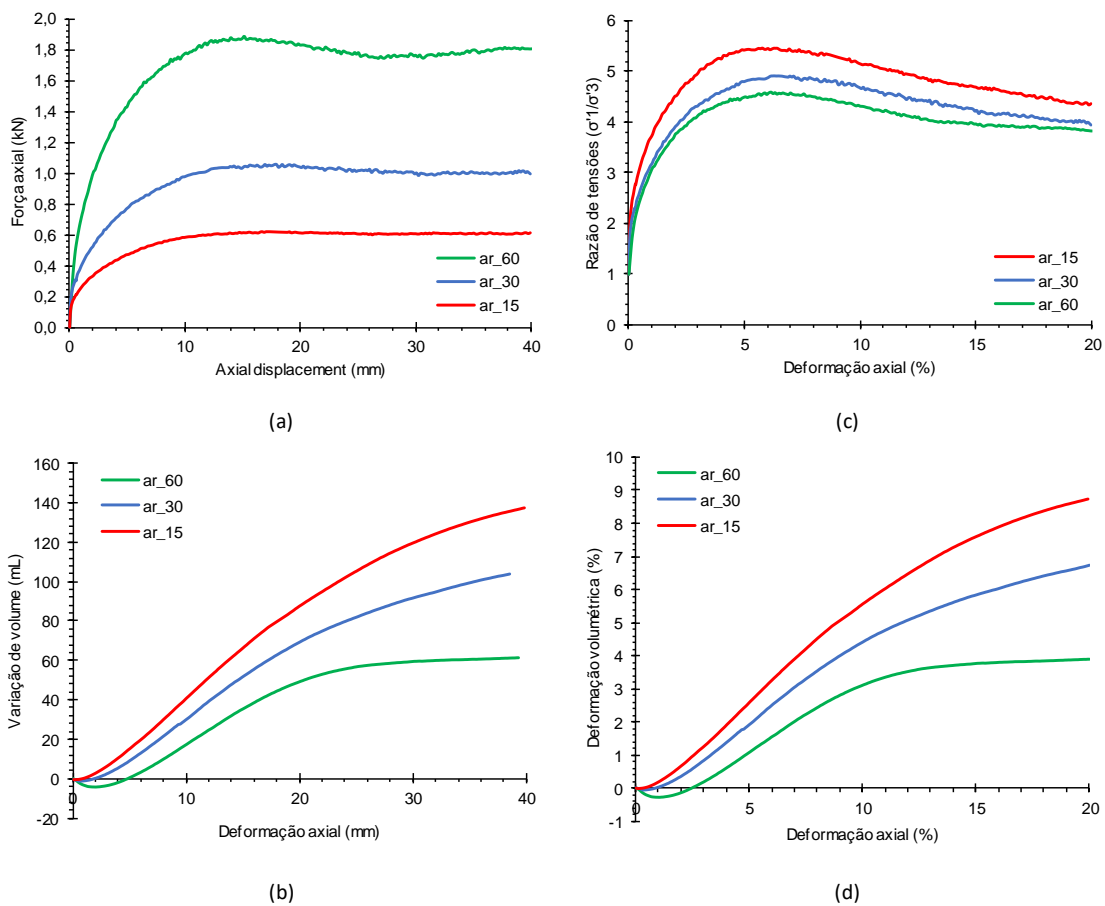 2,0
1,8
1,6
1,4
1,2
1,0
0,8
0,6
0,4
0,2
0,0
Força axial (kN)
ar_60
ar_30
ar_15
0 10 20 30 40
Axial displacement (mm)
(a)
6
5
4
3
2
1
0
Razão de tensões (σ'1/σ'3)
ar_15
ar_30
ar_60
0 5 10 15 20
Deformação axial (%)
(c)
160
140
120
100
80
60
40
20
0
-20
Variação de volume (mL)
ar_60
ar_30
ar_15
0 10 20 30 40
Deformação axial (mm)
(b)
10
9
8
7
6
5
4
3
2
1
0
-1
Deformação volumétrica (%)
ar_60
ar_30
ar_15
0 5 10 15 20
Deformação axial (%)
(d)